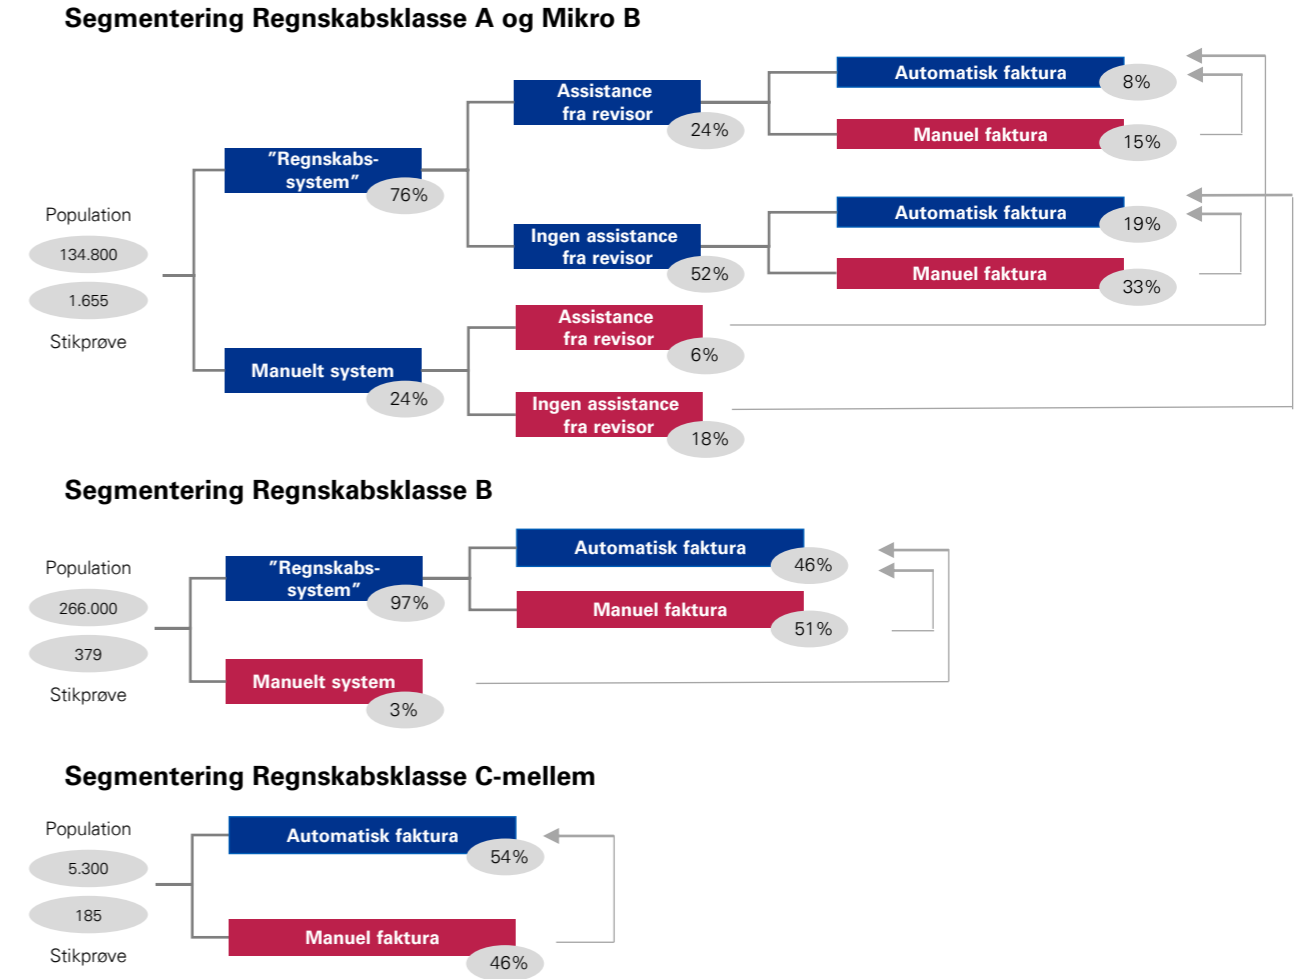 Segmentering Regnskabsklasse A og Mikro B
Population
134.800
1.655
Stikprøve
”Regnskabs-
system”
76%
Manuelt system
24%
Assistance
fra revisor
24%
Ingen assistance
fra revisor
52%
Assistance
fra revisor
6%
Ingen assistance
fra revisor
18%
Automatisk faktura
8%
Manuel faktura
15%
Automatisk faktura
19%
Manuel faktura
33%
Segmentering Regnskabsklasse B
Population
266.000
379
Stikprøve
”Regnskabs-
system”
97%
Manuelt system
3%
Automatisk faktura
46%
Manuel faktura
51%
Segmentering Regnskabsklasse C-mellem
Population
5.300
185
Stikprøve
Automatisk faktura
54%
Manuel faktura
46%